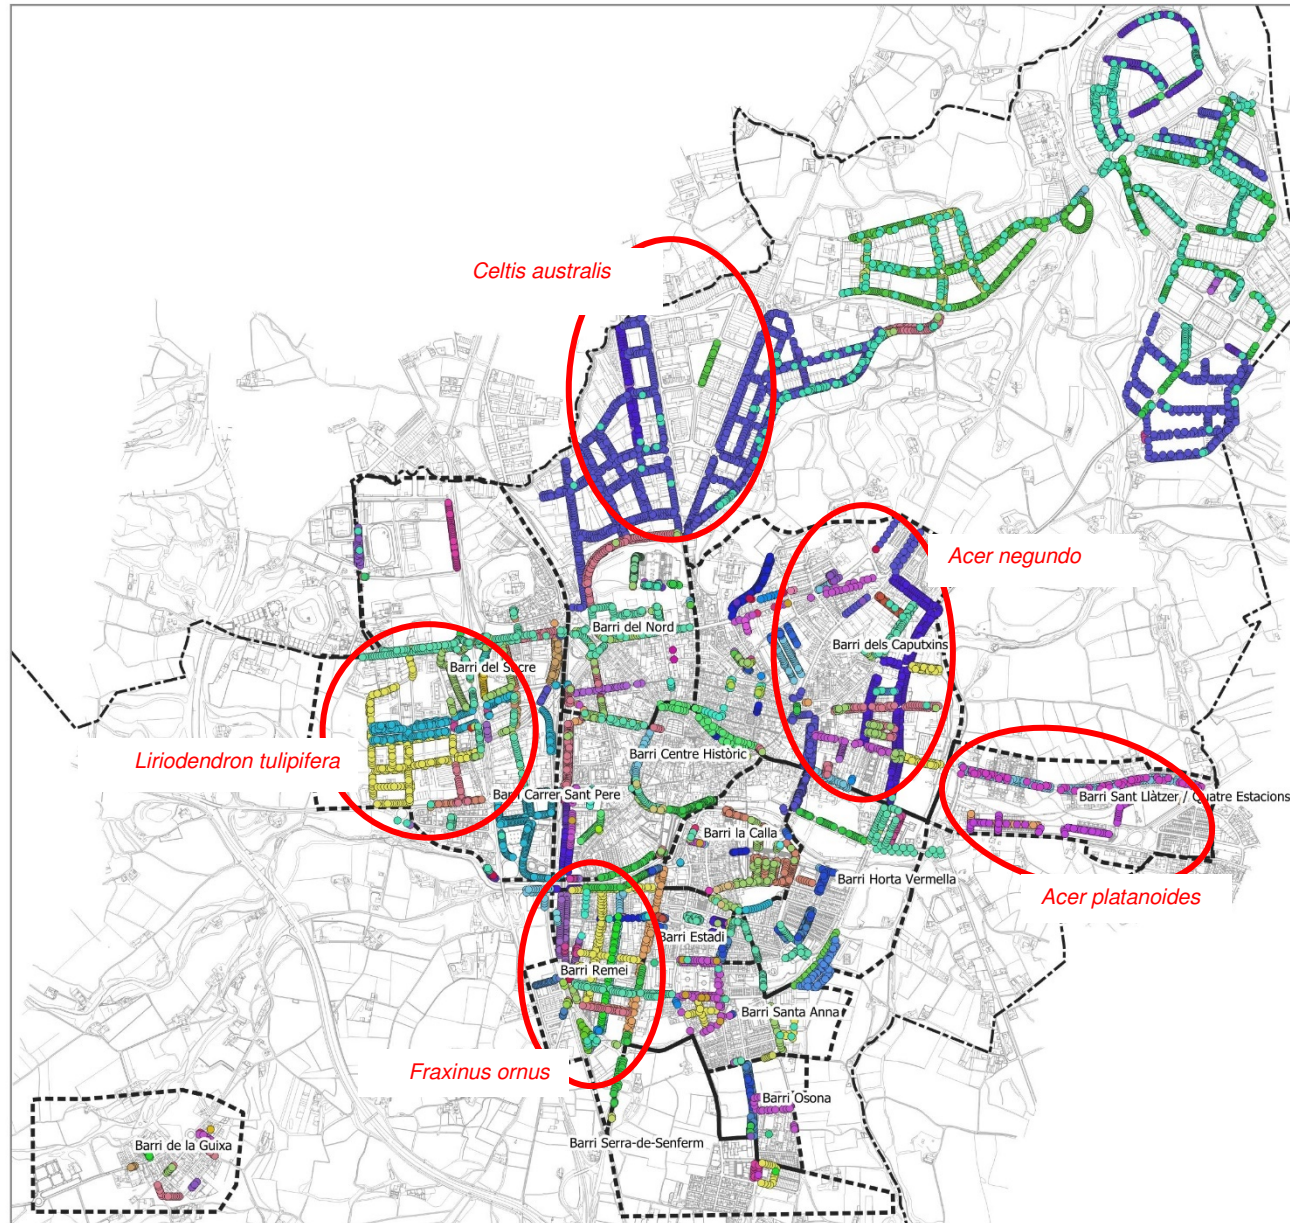 Celtis australis
Acer negundo
Barri del Nord
Barri dels Caputxins
Barri del Sucre
Liriodendron tulipifera
Barri Centre Històric
Barri Carrer Sant Pere
Barri Sant Llàtzer / Quatre Estacions
Barri la Calla
Barri Horta Vermella
Acer platanoides
Barri Estadi
Barri Remei
Barri Santa Anna
Fraxinus ornus
Barri Osona
Barri de la Guixa
Barri Serra-de-Senferm